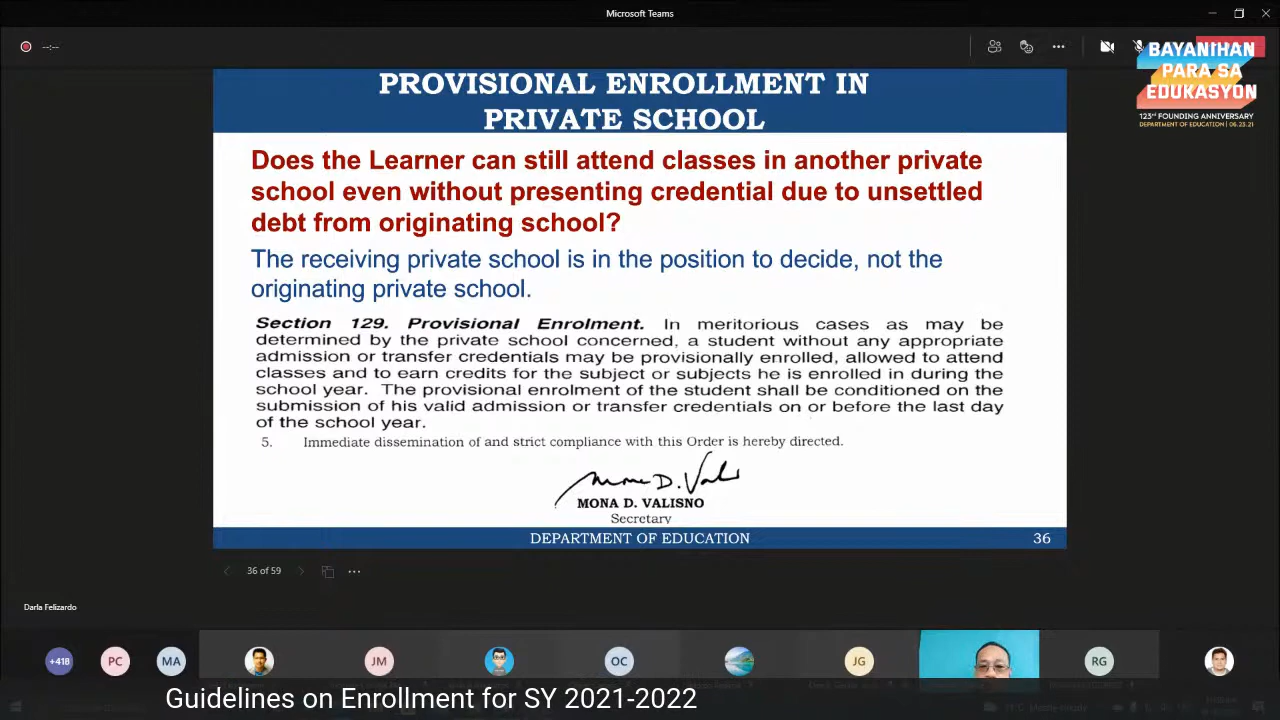 Microsoft Teams
--:--
BAYANIHAN
PARA SA
EDUKASYON
123rd FOUNDING ANNIVERSARY
DEPARTMENT OF EDUCATION | 06.23.21
PROVISIONAL ENROLLMENT IN
PRIVATE SCHOOL
Does the Learner can still attend classes in another private
school even without presenting credential due to unsettled
debt from originating school?
The receiving private school is in the position to decide, not the
originating private school.
Section 129. Provisional Enrolment. In meritorious cases as may be
determined by the private school concerned, a student without any appropriate
admission or transfer credentials may be provisionally enrolled, allowed to attend
classes and to earn credits for the subject or subjects he is enrolled in during the
school year. The provisional enrolment of the student shall be conditioned on the
submission of his valid admission or transfer credentials on or before the last day
of the school year.
5. Immediate dissemination of and strict compliance with this Order is hereby directed.
Mona D. Val
MONA D. VALISNO
Secretary
DEPARTMENT OF EDUCATION 36
36 of 59
Darla Felizardo
+418 PC MA JM OC JG RG
Guidelines on Enrollment for SY 2021-2022